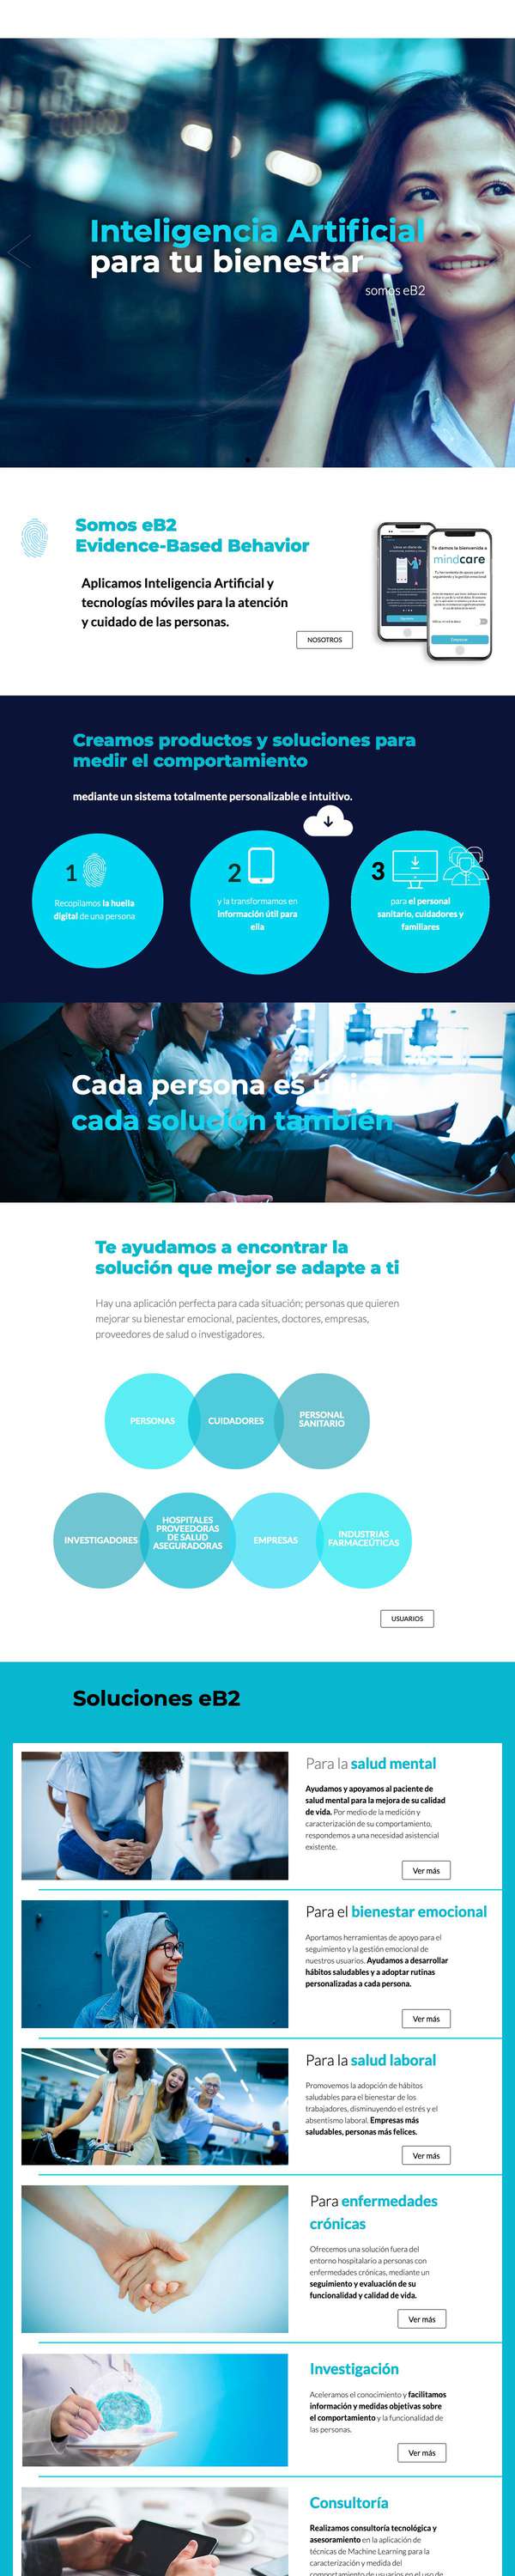 Inteligencia Artificial
para tu bienestar
somos eB2
Somos eB2
Evidence-Based Behavior
Aplicamos Inteligencia Artificial y
tecnologías móviles para la atención
y cuidado de las personas.
NOSOTROS
Te damos la bienvenida a
mindcare
Creamos productos y soluciones para
medir el comportamiento
mediante un sistema totalmente personalizable e intuitivo.
1
Recopilamos la huella
digital de una persona
2
y la transformamos en
información útil para
ella
3
para el personal
sanitario, cuidadores y
familiares
Cada persona es
cada solución también
Te ayudamos a encontrar la
solución que mejor se adapte a ti
Hay una aplicación perfecta para cada situación; personas que quieren
mejorar su bienestar emocional, pacientes, doctores, empresas,
proveedores de salud o investigadores.
PERSONAS
CUIDADORES
PERSONAL
SANITARIO
INVESTIGADORES
HOSPITALES
PROVEEDORAS
DE SALUD
ASEGURADORAS
EMPRESAS
INDUSTRIAS
FARMACEÚTICAS
USUARIOS
Soluciones eB2
Para la salud mental
Ayudamos y apoyamos al paciente de
salud mental para la mejora de su calidad
de vida. Por medio de la medición y
caracterización de su comportamiento,
respondemos a una necesidad asistencial
existente.
Ver más
Para el bienestar emocional
Aportamos herramientas de apoyo para el
seguimiento y la gestión emocional de
nuestros usuarios. Ayudamos a desarrollar
hábitos saludables y a adoptar rutinas
personalizadas a cada persona.
Ver más
Para la salud laboral
Promovemos la adopción de hábitos
saludables para el bienestar de los
trabajadores, disminuyendo el estrés y el
absentismo laboral. Empresas más
saludables, personas más felices.
Ver más
Para enfermedades
crónicas
Ofrecemos una solución fuera del
entorno hospitalario a personas con
enfermedades crónicas, mediante un
seguimiento y evaluación de su
funcionalidad y calidad de vida.
Ver más
Investigación
Aceleramos el conocimiento y facilitamos
información y medidas objetivas sobre
el comportamiento y la funcionalidad de
las personas.
Ver más
Consultoría
Realizamos consultoría tecnológica y
asesoramiento en la aplicación de
técnicas de Machine Learning para la
caracterización y medida del
comportamiento de usuarios en el uso de